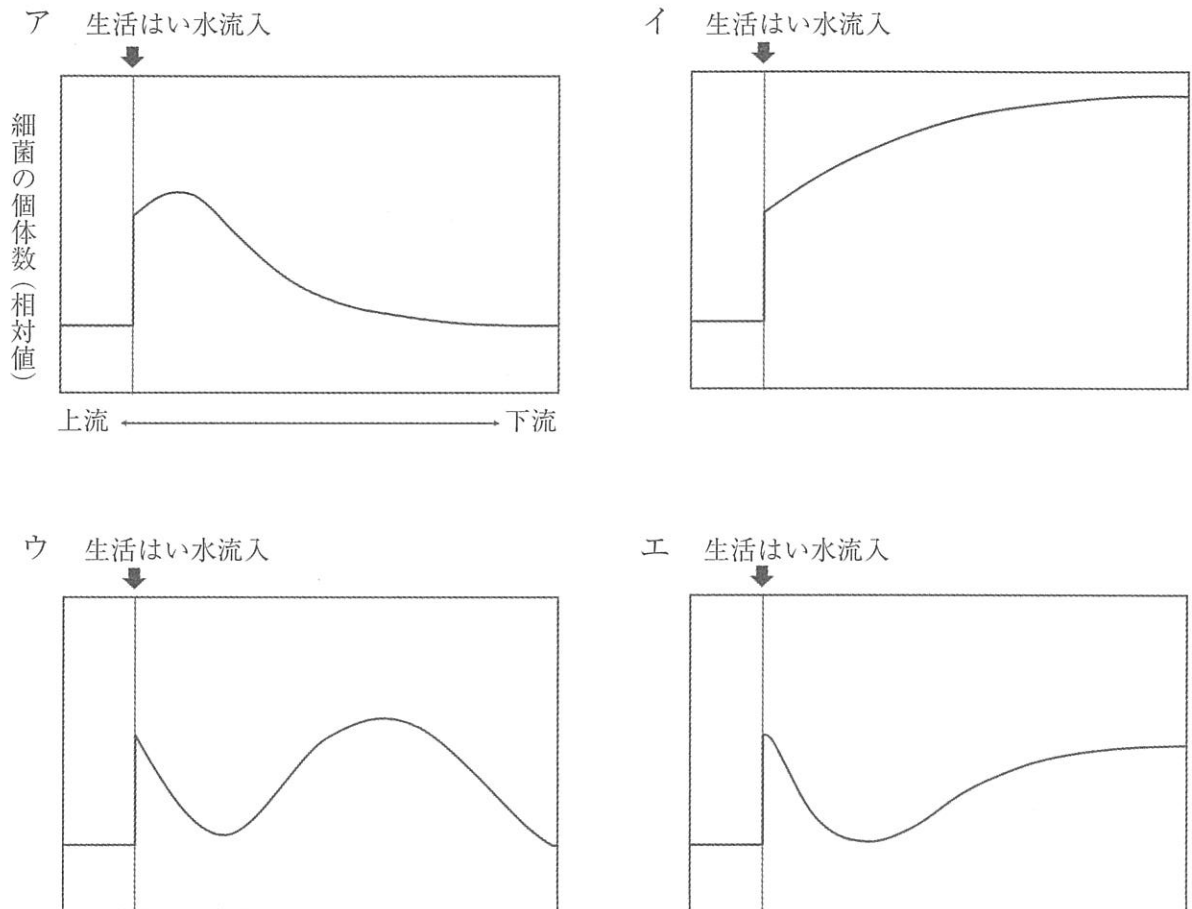 ア 生活はい水流入
イ 生活はい水流入
細菌の個体数(相対値)
上流 下流
ウ 生活はい水流入
エ 生活はい水流入